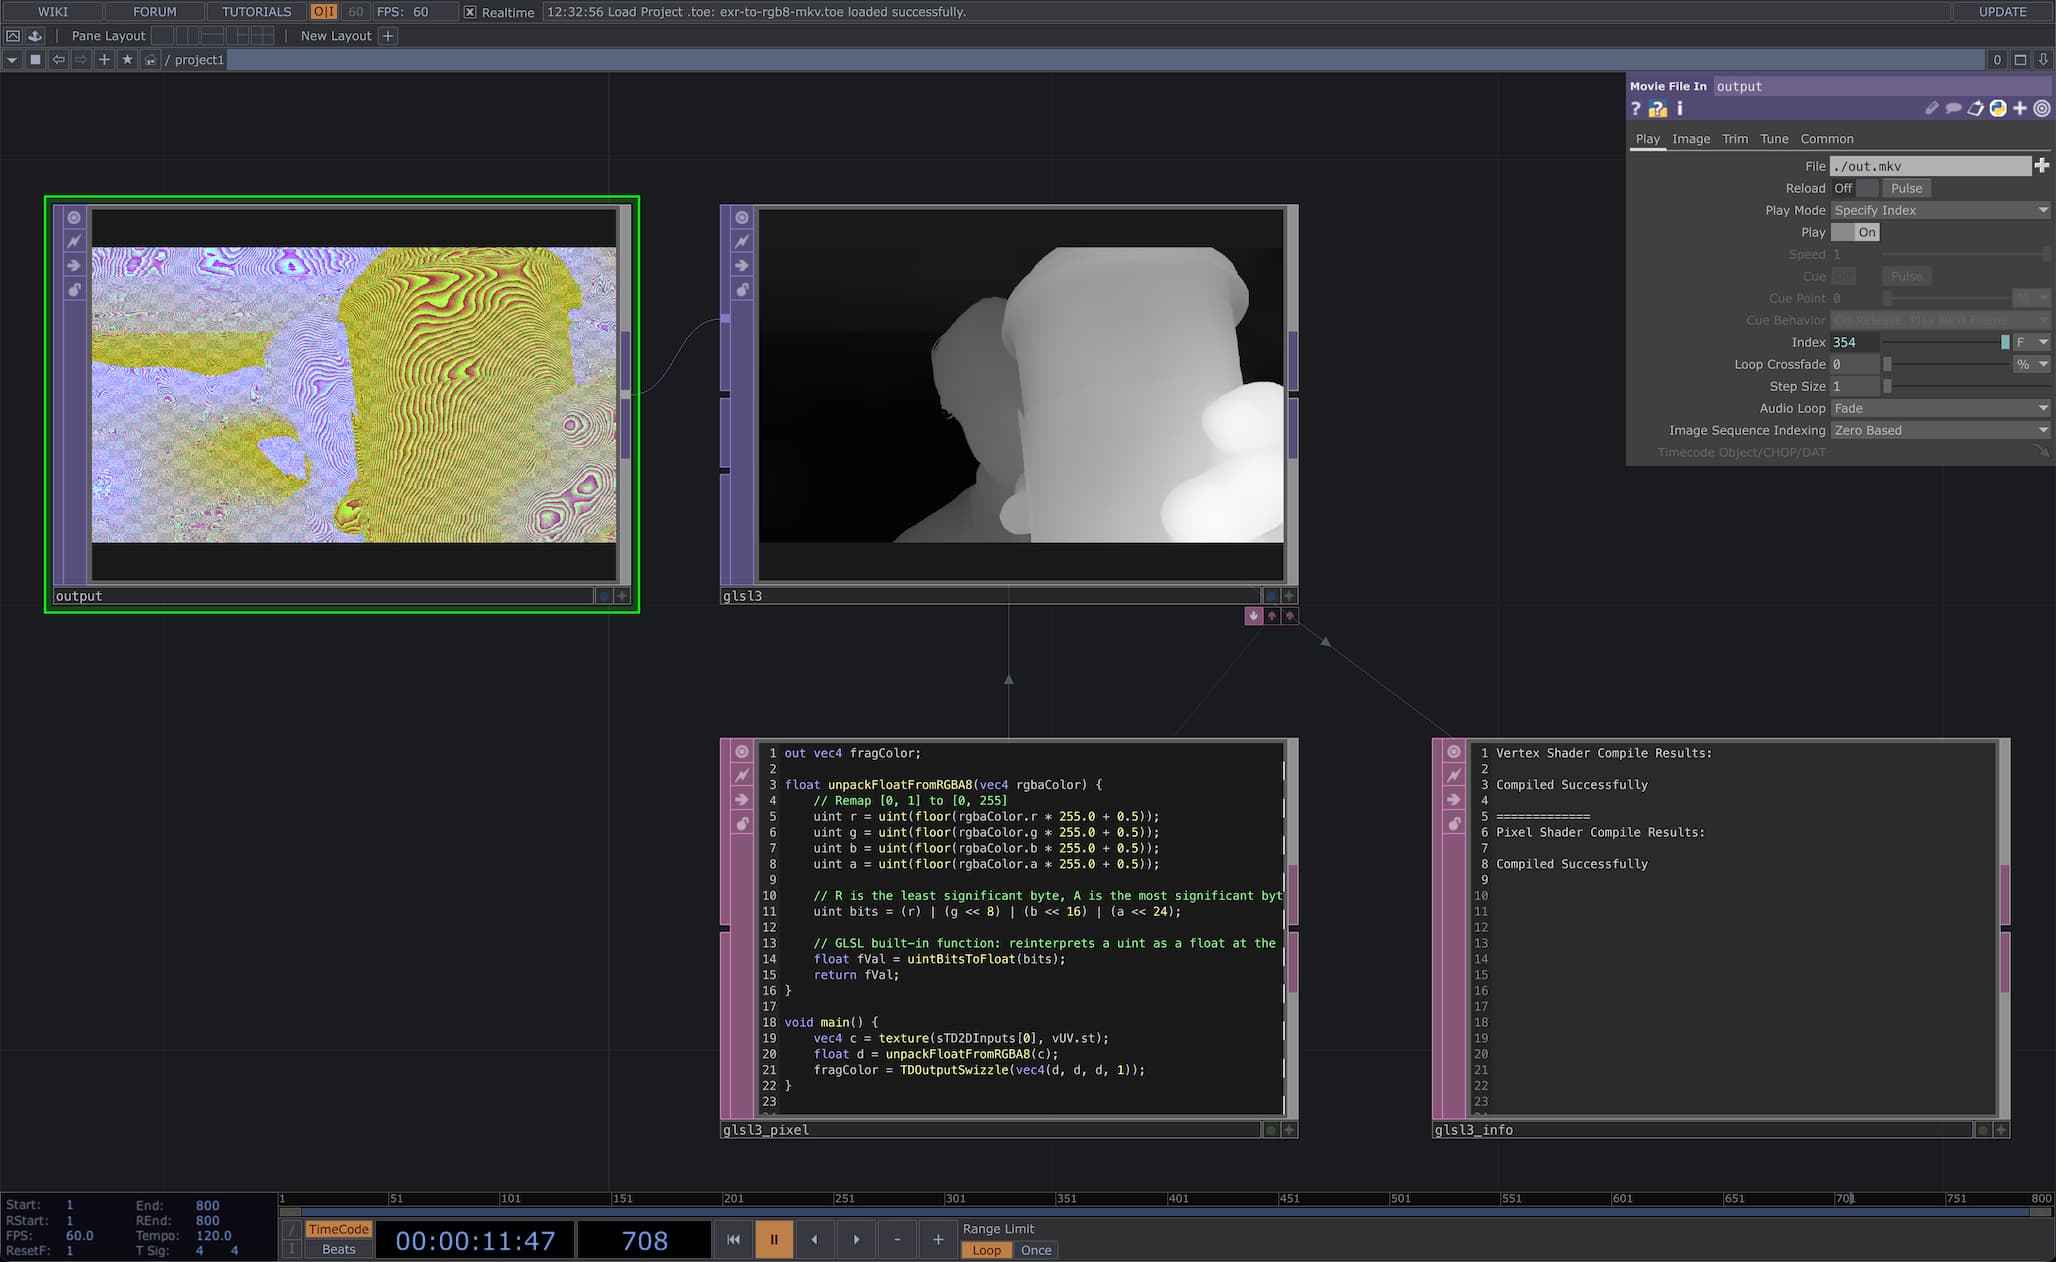 WIKI FORUM TUTORIALS O|I 60 FPS: 60 Realtime 12:32:56 Load Project .toe: exr-to-rgb8-mkv.toe loaded successfully. UPDATE
Pane Layout New Layout
/ project1 0
Movie File In output
Play Image Trim Tune Common
File ./out.mkv
Reload Off Pulse
Play Mode Specify Index
Play On
Speed 1
Cue Off Pulse
Cue Point 0 %
Cue Behavior On Release, Play Next Frame
Index 354 F
Loop Crossfade 0 %
Step Size 1
Audio Loop Fade
Image Sequence Indexing Zero Based
Timecode Object/CHOP/DAT
output
glsl3
1 out vec4 fragColor;
2
3 float unpackFloatFromRGBA8(vec4 rgbaColor) {
4 // Remap [0, 1] to [0, 255]
5 uint r = uint(floor(rgbaColor.r * 255.0 + 0.5));
6 uint g = uint(floor(rgbaColor.g * 255.0 + 0.5));
7 uint b = uint(floor(rgbaColor.b * 255.0 + 0.5));
8 uint a = uint(floor(rgbaColor.a * 255.0 + 0.5));
9
10 // R is the least significant byte, A is the most significant byt
11 uint bits = (r) | (g << 8) | (b << 16) | (a << 24);
12
13 // GLSL built-in function: reinterprets a uint as a float at the
14 float fVal = uintBitsToFloat(bits);
15 return fVal;
16 }
17
18 void main() {
19 vec4 c = texture(sTD2DInputs[0], vUV.st);
20 float d = unpackFloatFromRGBA8(c);
21 fragColor = TDOutputSwizzle(vec4(d, d, d, 1));
22 }
23
glsl3_pixel
1 Vertex Shader Compile Results:
2
3 Compiled Successfully
4
5 =============
6 Pixel Shader Compile Results:
7
8 Compiled Successfully
9
10
11
12
13
14
15
16
17
18
19
20
21
22
23
glsl3_info
1 51 101 151 201 251 301 351 401 451 501 551 601 651 701 751 800
Start: 1 End: 800
RStart: 1 REnd: 800
FPS: 60.0 Tempo: 120.0
ResetF: 1 T Sig: 4 4
TimeCode
Beats
00:00:11:47
708
Range Limit
Loop Once